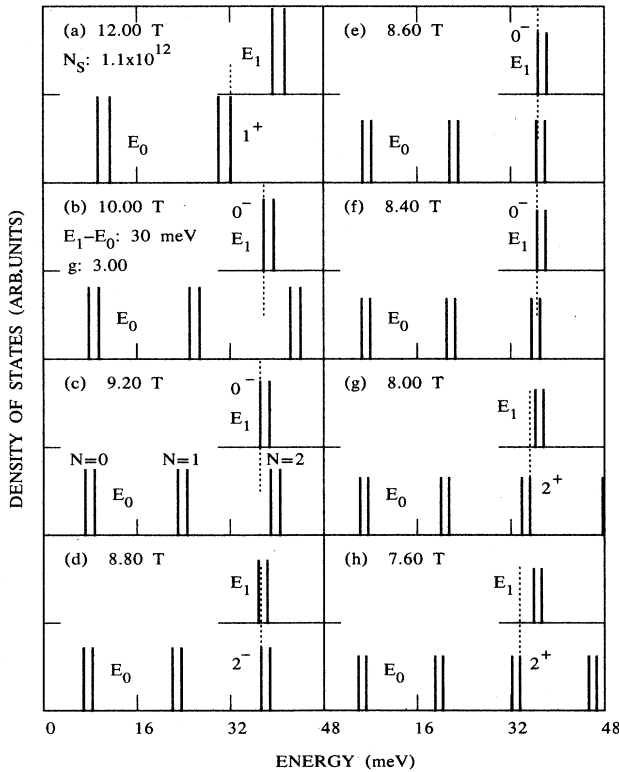 (a) 12.00 T
N_S: 1.1x10^12
E_1
E_0
1^+
(b) 10.00 T
E_1–E_0: 30 meV
g: 3.00
0^-
E_1
E_0
(c) 9.20 T
0^-
E_1
N=0 N=1 N=2
E_0
(d) 8.80 T
E_1
E_0
2^-
(e) 8.60 T
0^-
E_1
E_0
(f) 8.40 T
0^-
E_1
E_0
(g) 8.00 T
E_1
E_0
2^+
(h) 7.60 T
E_1
E_0
2^+
0 16 32 48 16 32 48
ENERGY (meV)
DENSITY OF STATES (ARB.UNITS)